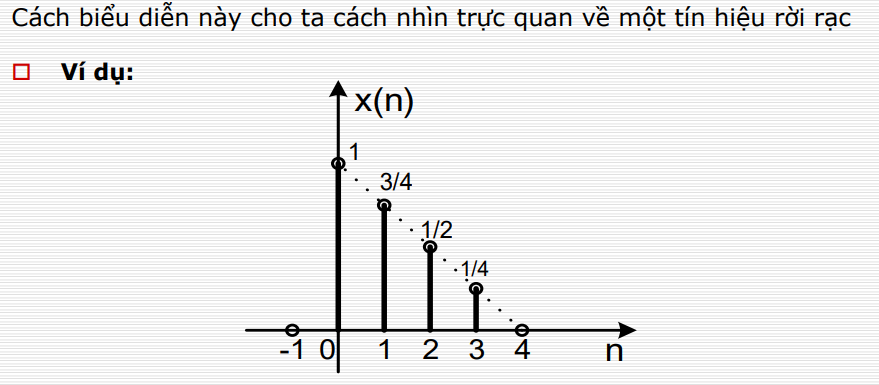 Cách biểu diễn này cho ta cách nhìn trực quan về một tín hiệu rời rạc
Ví dụ:
x(n)
1
3/4
1/2
1/4
-1 0 1 2 3 4 n